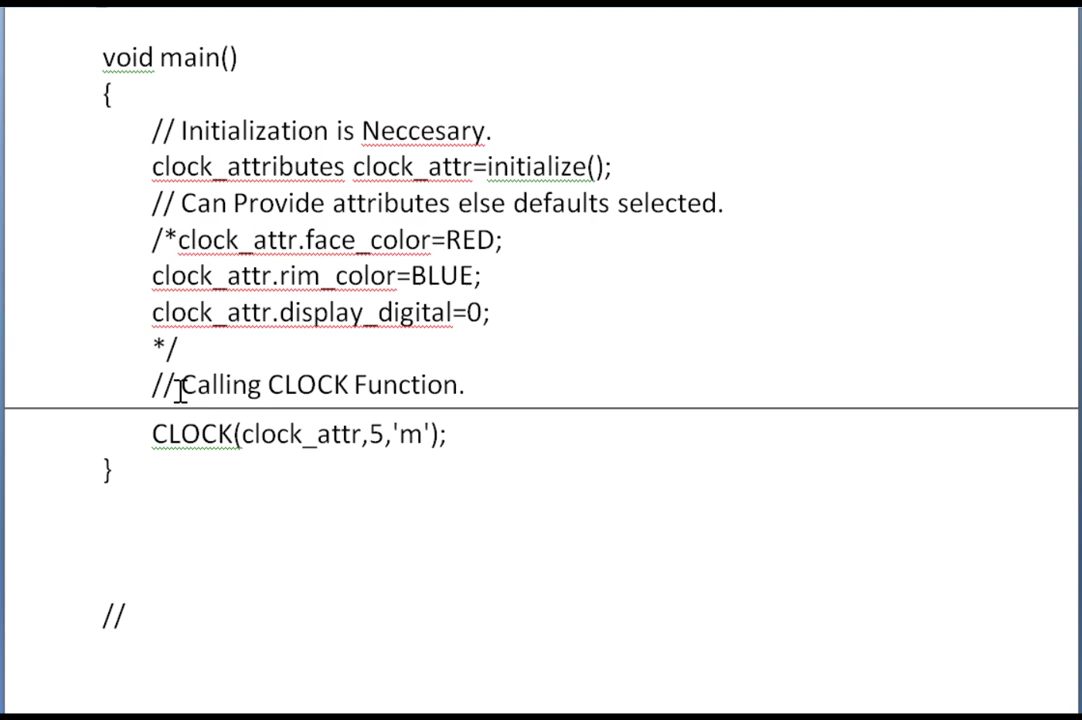 void main()
{
// Initialization is Neccesary.
clock_attributes clock_attr=initialize();
// Can Provide attributes else defaults selected.
/*clock_attr.face_color=RED;
clock_attr.rim_color=BLUE;
clock_attr.display_digital=0;
*/
// Calling CLOCK Function.
CLOCK(clock_attr,5,'m');
}
//